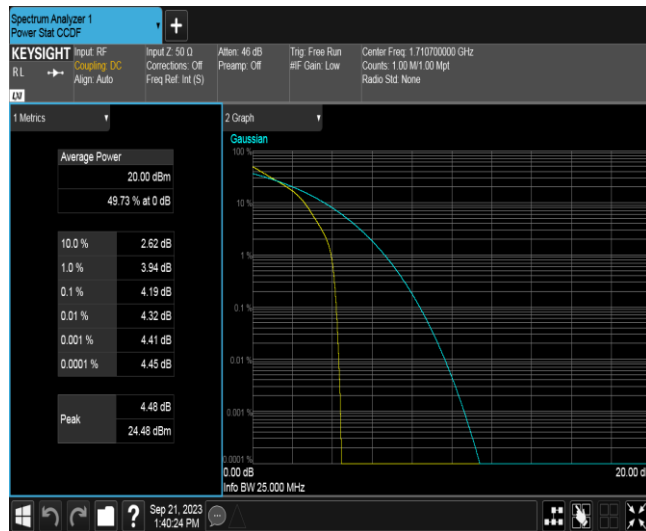 Spectrum Analyzer 1
Power Stat CCDF
+
KEYSIGHT
RL
LXI
Input: RF
Coupling: DC
Align: Auto
Input Z: 50 Ω
Corrections: Off
Freq Ref: Int (S)
Atten: 46 dB
Preamp: Off
Trig: Free Run
#IF Gain: Low
Center Freq: 1.710700000 GHz
Counts: 1.00 M/1.00 Mpt
Radio Std: None
1 Metrics
Average Power
20.00 dBm
49.73 % at 0 dB
10.0 % 2.62 dB
1.0 % 3.94 dB
0.1 % 4.19 dB
0.01 % 4.32 dB
0.001 % 4.41 dB
0.0001 % 4.45 dB
Peak
4.48 dB
24.48 dBm
2 Graph
Gaussian
100 %
10 %
1 %
0.1 %
0.01 %
0.001 %
0.0001 %
0.00 dB
20.00 d
Info BW 25.000 MHz
?
Sep 21, 2023
1:40:24 PM